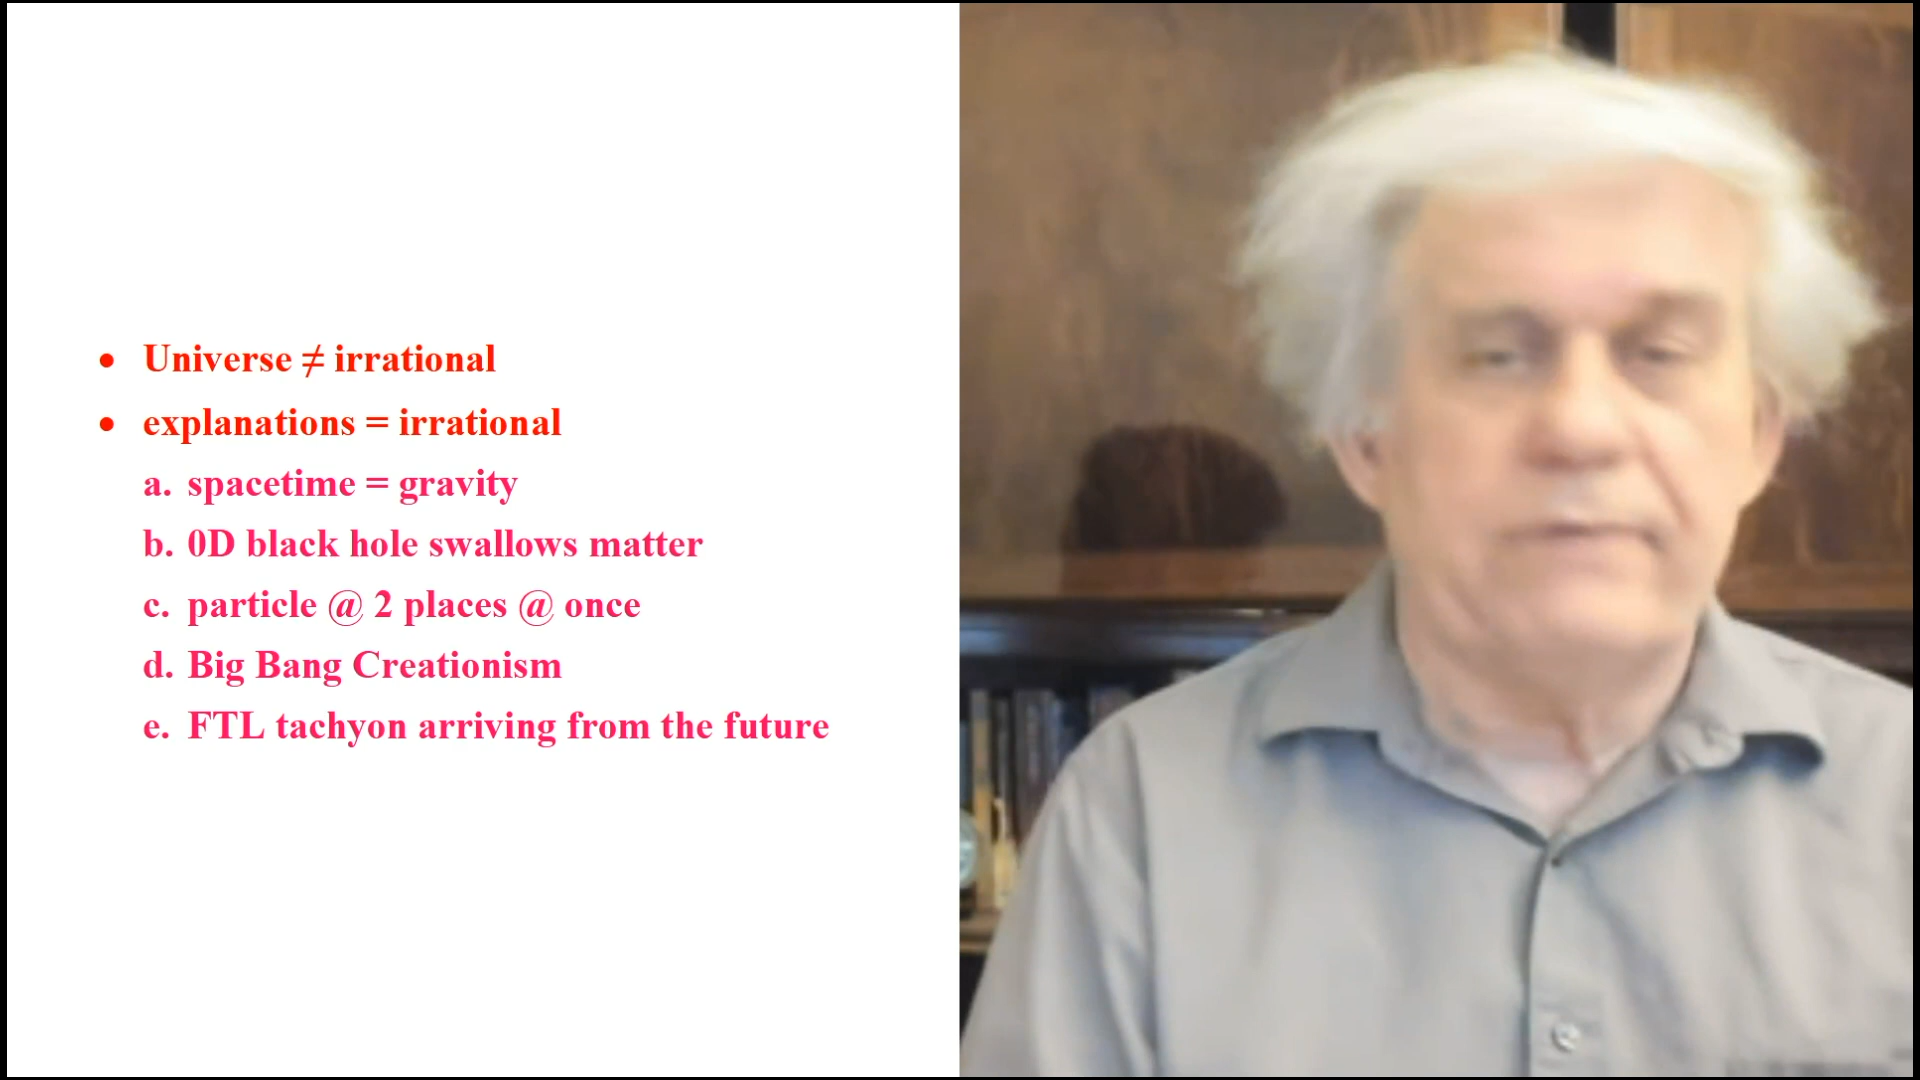 • Universe ≠ irrational
• explanations = irrational
a. spacetime = gravity
b. 0D black hole swallows matter
c. particle @ 2 places @ once
d. Big Bang Creationism
e. FTL tachyon arriving from the future